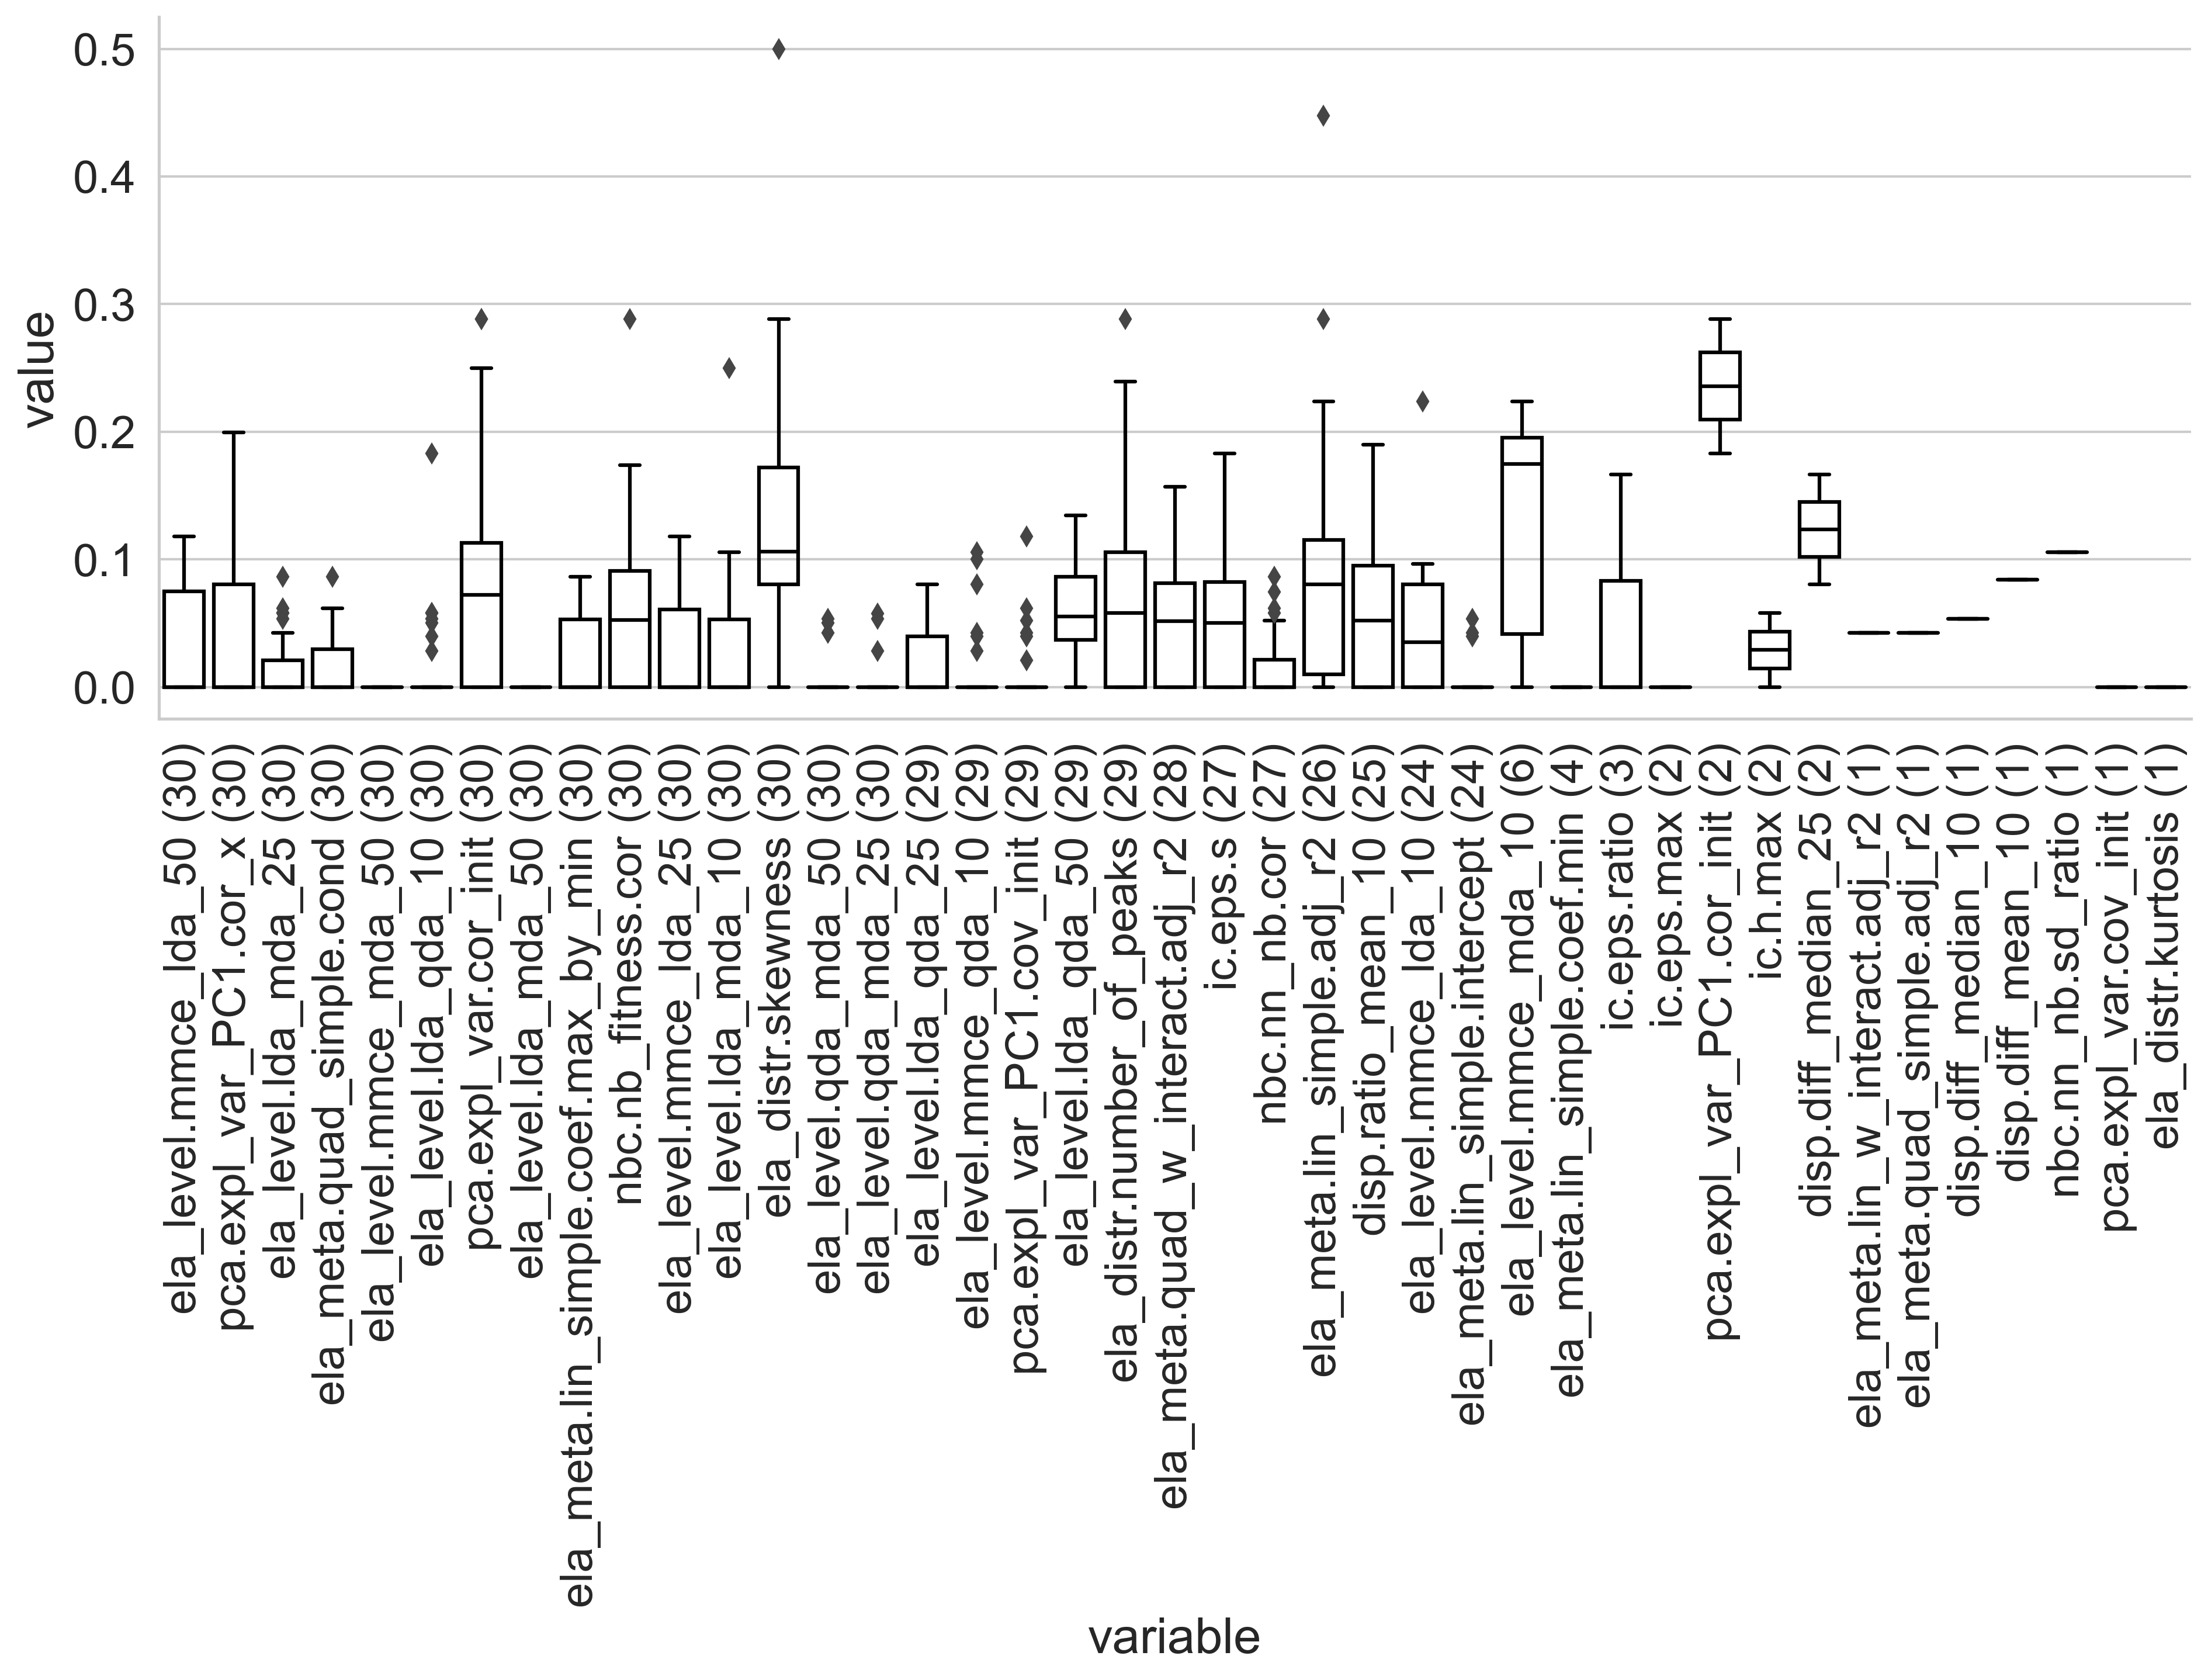 0.5
0.4
0.3
0.2
0.1
0.0
value
ela_level.mmce_lda_50 (30)
pca.expl_var_PC1.cor_x (30)
ela_level.lda_mda_25 (30)
ela_meta.quad_simple.cond (30)
ela_level.mmce_mda_50 (30)
ela_level.lda_qda_10 (30)
pca.expl_var.cor_init (30)
ela_level.lda_mda_50 (30)
ela_meta.lin_simple.coef.max_by_min (30)
nbc.nb_fitness.cor (30)
ela_level.mmce_lda_25 (30)
ela_level.lda_mda_10 (30)
ela_distr.skewness (30)
ela_level.qda_mda_50 (30)
ela_level.qda_mda_25 (30)
ela_level.lda_qda_25 (29)
ela_level.mmce_qda_10 (29)
pca.expl_var_PC1.cov_init (29)
ela_level.lda_qda_50 (29)
ela_distr.number_of_peaks (29)
ela_meta.quad_w_interact.adj_r2 (28)
ic.eps.s (27)
nbc.nn_nb.cor (27)
ela_meta.lin_simple.adj_r2 (26)
disp.ratio_mean_10 (25)
ela_level.mmce_lda_10 (24)
ela_meta.lin_simple.intercept (24)
ela_level.mmce_mda_10 (6)
ela_meta.lin_simple.coef.min (4)
ic.eps.ratio (3)
ic.eps.max (2)
pca.expl_var_PC1.cor_init (2)
ic.h.max (2)
disp.diff_median_25 (2)
ela_meta.lin_w_interact.adj_r2 (1)
ela_meta.quad_simple.adj_r2 (1)
disp.diff_median_10 (1)
disp.diff_mean_10 (1)
nbc.nn_nb.sd_ratio (1)
pca.expl_var.cov_init (1)
ela_distr.kurtosis (1)
variable